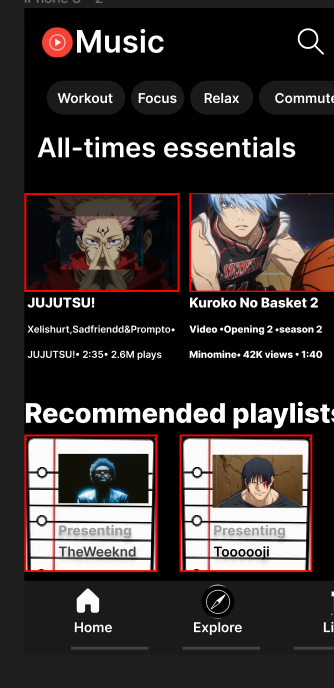 Music
Workout Focus Relax Commute
All-times essentials
JUJUTSU! Kuroko No Basket 2
Xelishurt,Sadfriendd&Prompto• Video •Opening 2 •season 2
JUJUTSU!• 2:35• 2.6M plays Minomine• 42K views • 1:40
Recommended playlists
Presenting Presenting
TheWeeknd Toooooji
Home Explore Li